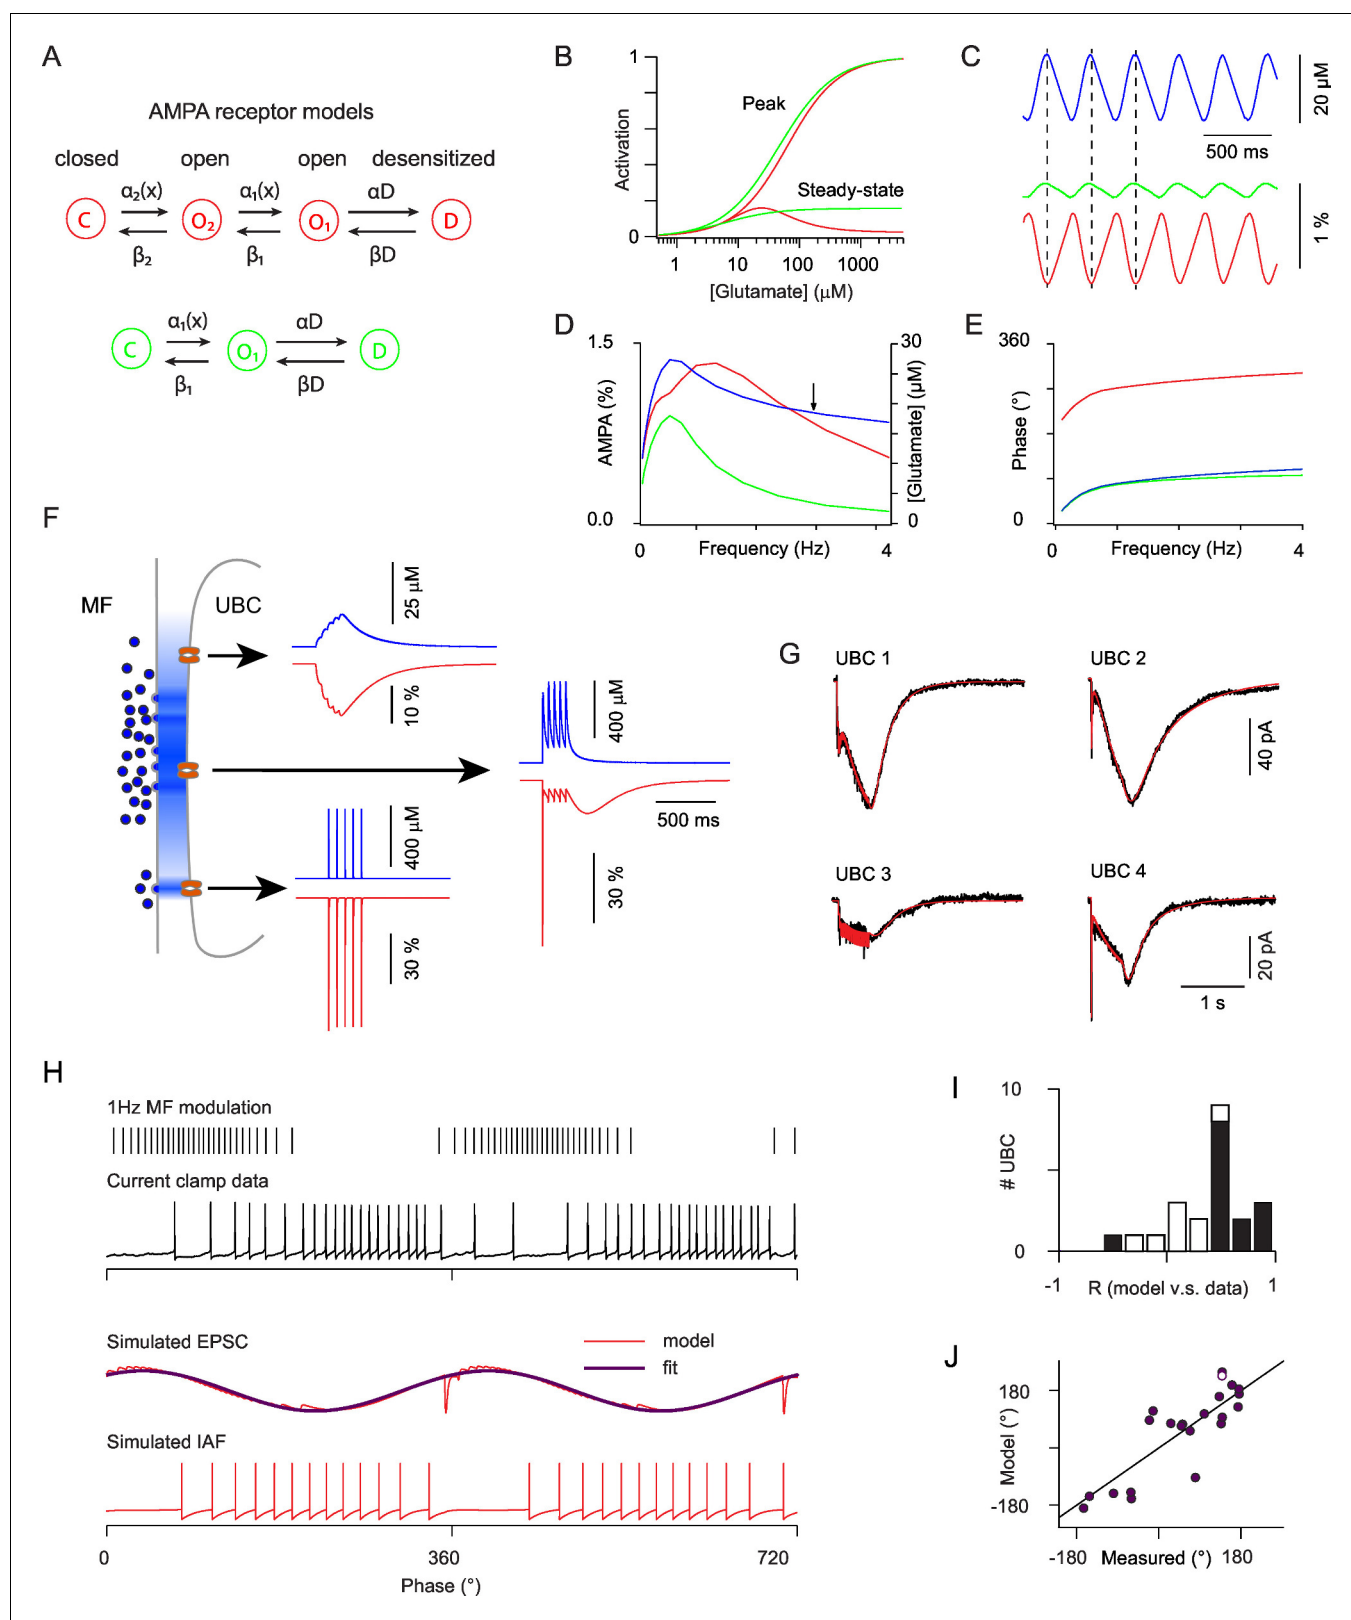 A
AMPA receptor models
closed open open desensitized
α₂(x) α₁(x) αD
C O₂ O₁ D
β₂ β₁ βD
α₁(x) αD
C O₁ D
β₁ βD
B
1
Activation
0
Peak
Steady-state
1 10 100 1000
[Glutamate] (μM)
C
20 μM
500 ms
1 %
D
1.5
AMPA (%)
0.0
30
[Glutamate] (μM)
0
0 Frequency (Hz) 4
E
360
Phase (°)
0
0 Frequency (Hz) 4
F
MF UBC
25 μM
10 %
400 μM
500 ms
30 %
400 μM
30 %
G
UBC 1 UBC 2
40 pA
UBC 3 UBC 4
20 pA
1 s
H
1Hz MF modulation
Current clamp data
Simulated EPSC
model
fit
Simulated IAF
0 360 720
Phase (°)
I
10
# UBC
5
0
-1 R (model v.s. data) 1
J
180
Model (°)
-180
-180 Measured (°) 180